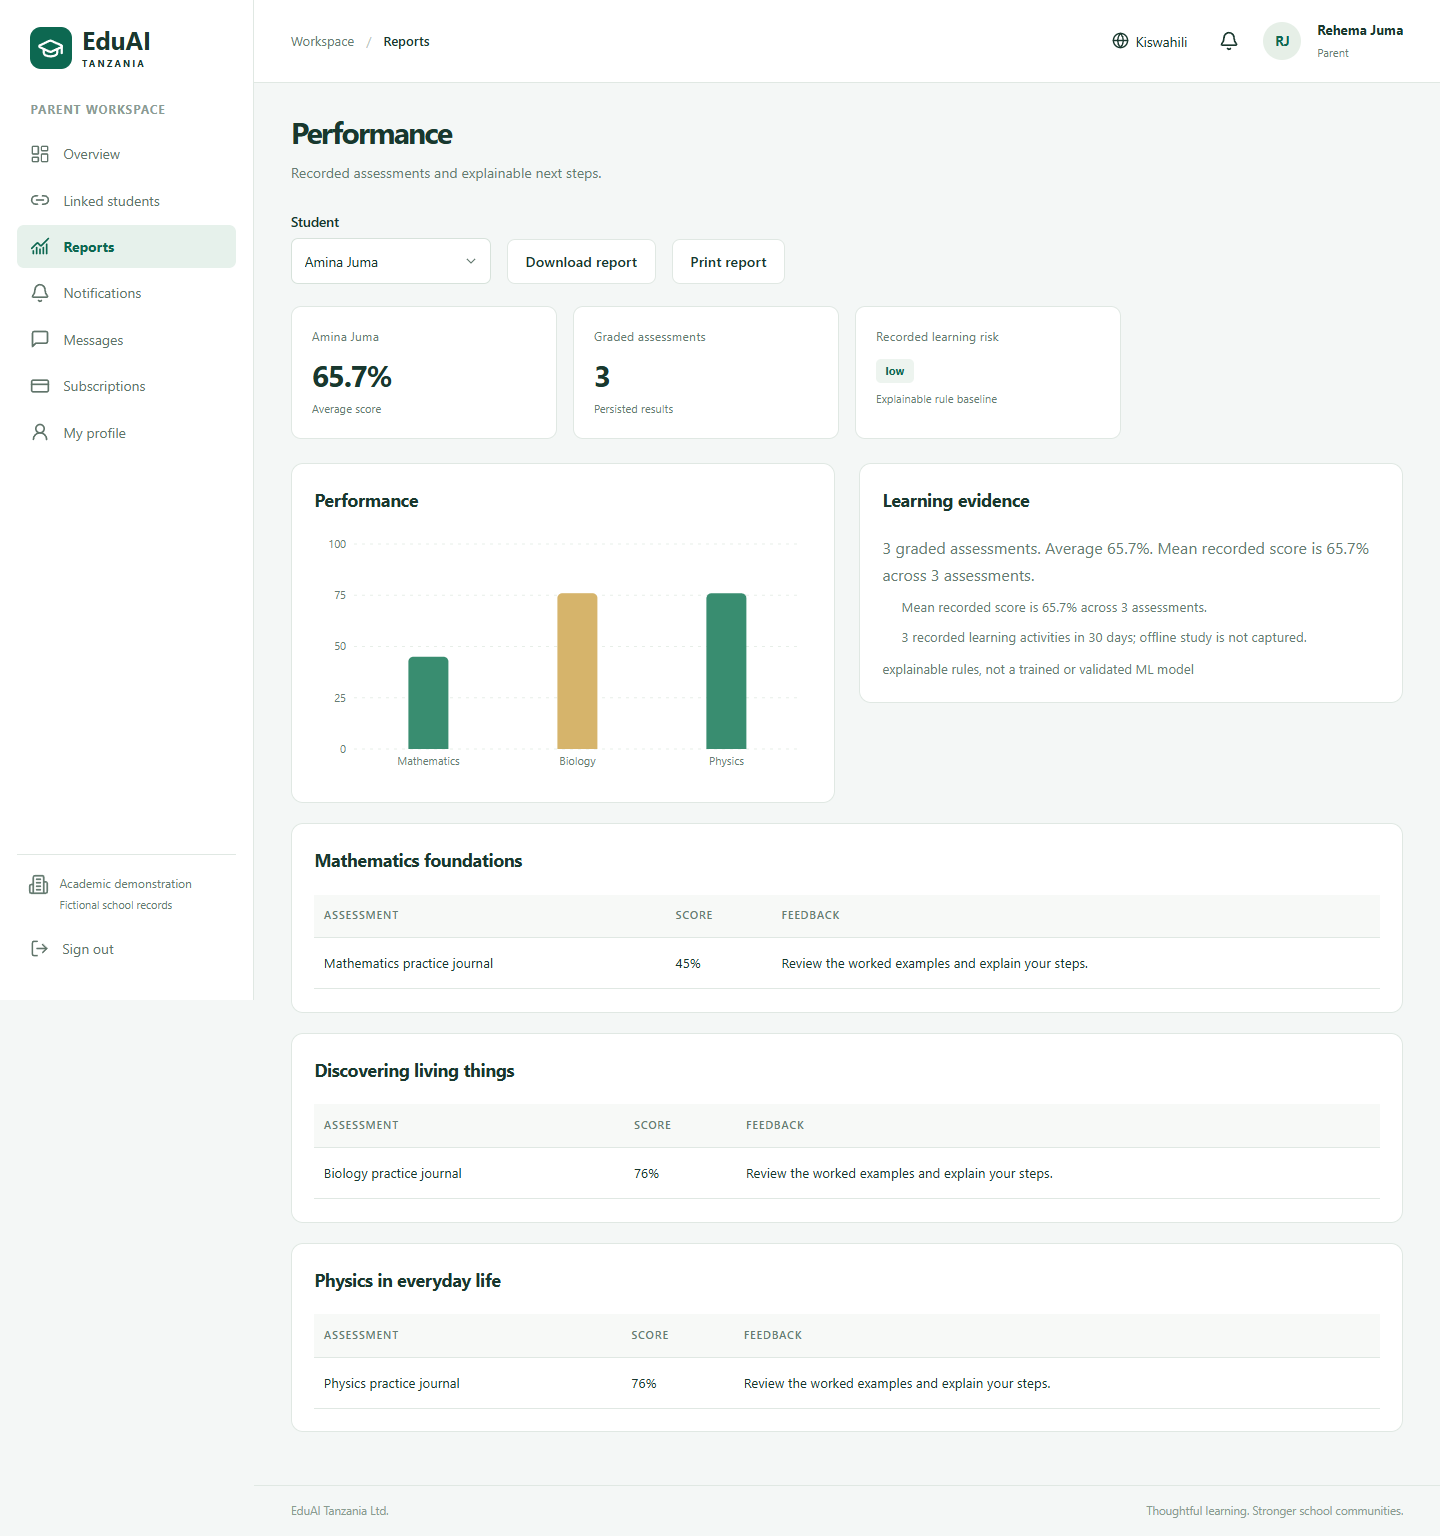 EduAI
TANZANIA
PARENT WORKSPACE
Overview
Linked students
Reports
Notifications
Messages
Subscriptions
My profile
Academic demonstration
Fictional school records
Sign out
Workspace / Reports
Kiswahili
RJ
Rehema Juma
Parent
Performance
Recorded assessments and explainable next steps.
Student
Amina Juma
Download report
Print report
Amina Juma
65.7%
Average score
Graded assessments
3
Persisted results
Recorded learning risk
low
Explainable rule baseline
Performance
100
75
50
25
0
Mathematics
Biology
Physics
Learning evidence
3 graded assessments. Average 65.7%. Mean recorded score is 65.7%
across 3 assessments.
Mean recorded score is 65.7% across 3 assessments.
3 recorded learning activities in 30 days; offline study is not captured.
explainable rules, not a trained or validated ML model
Mathematics foundations
ASSESSMENT SCORE FEEDBACK
Mathematics practice journal 45% Review the worked examples and explain your steps.
Discovering living things
ASSESSMENT SCORE FEEDBACK
Biology practice journal 76% Review the worked examples and explain your steps.
Physics in everyday life
ASSESSMENT SCORE FEEDBACK
Physics practice journal 76% Review the worked examples and explain your steps.
EduAI Tanzania Ltd.
Thoughtful learning. Stronger school communities.